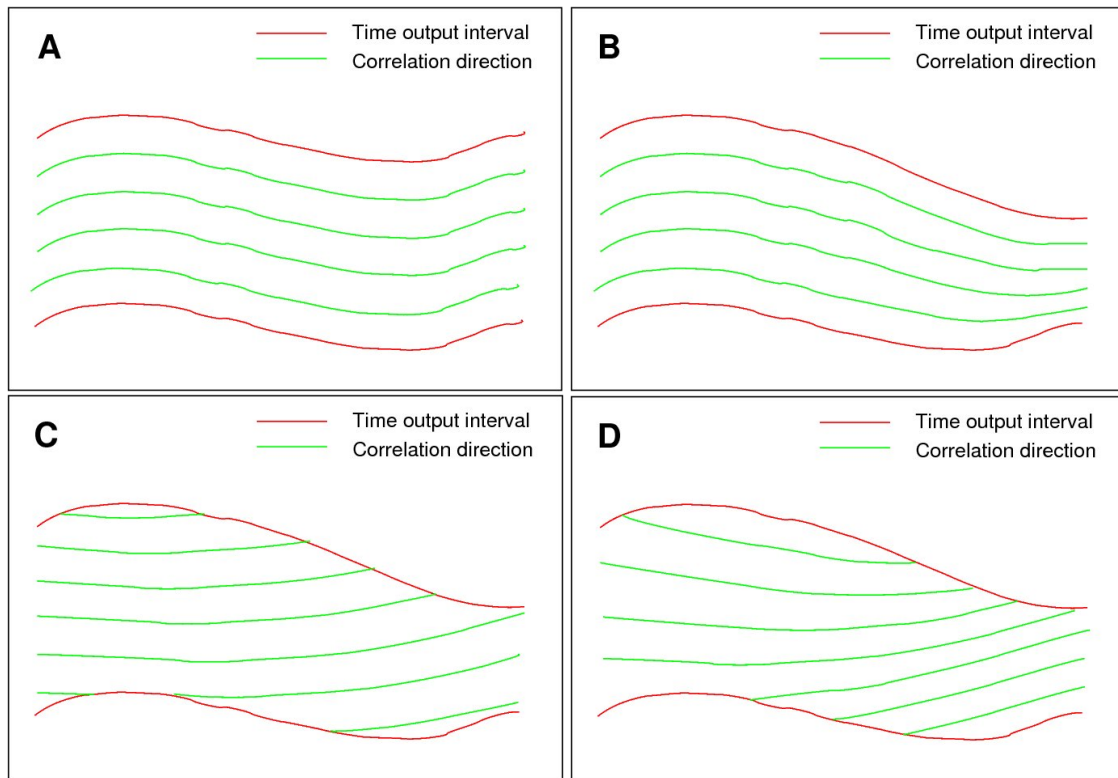 A
Time output interval
Correlation direction
B
Time output interval
Correlation direction
C
Time output interval
Correlation direction
D
Time output interval
Correlation direction